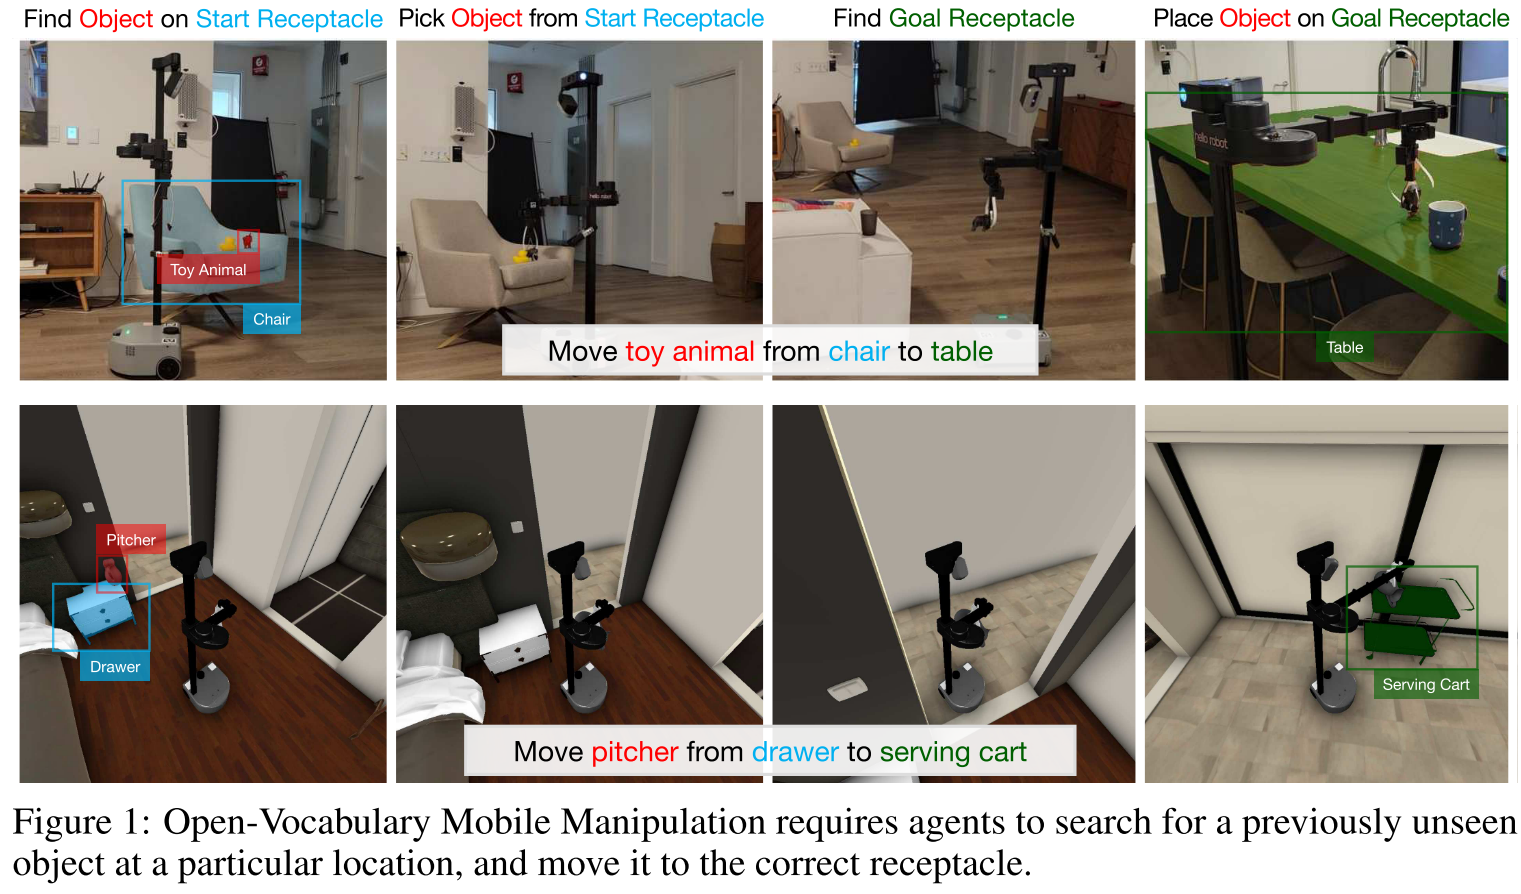 Find Object on Start Receptacle
Pick Object from Start Receptacle
Find Goal Receptacle
Place Object on Goal Receptacle
hello robot
hello robot
Toy Animal
Chair
Table
Move toy animal from chair to table
Pitcher
Drawer
Serving Cart
Move pitcher from drawer to serving cart
Figure 1: Open-Vocabulary Mobile Manipulation requires agents to search for a previously unseen
object at a particular location, and move it to the correct receptacle.